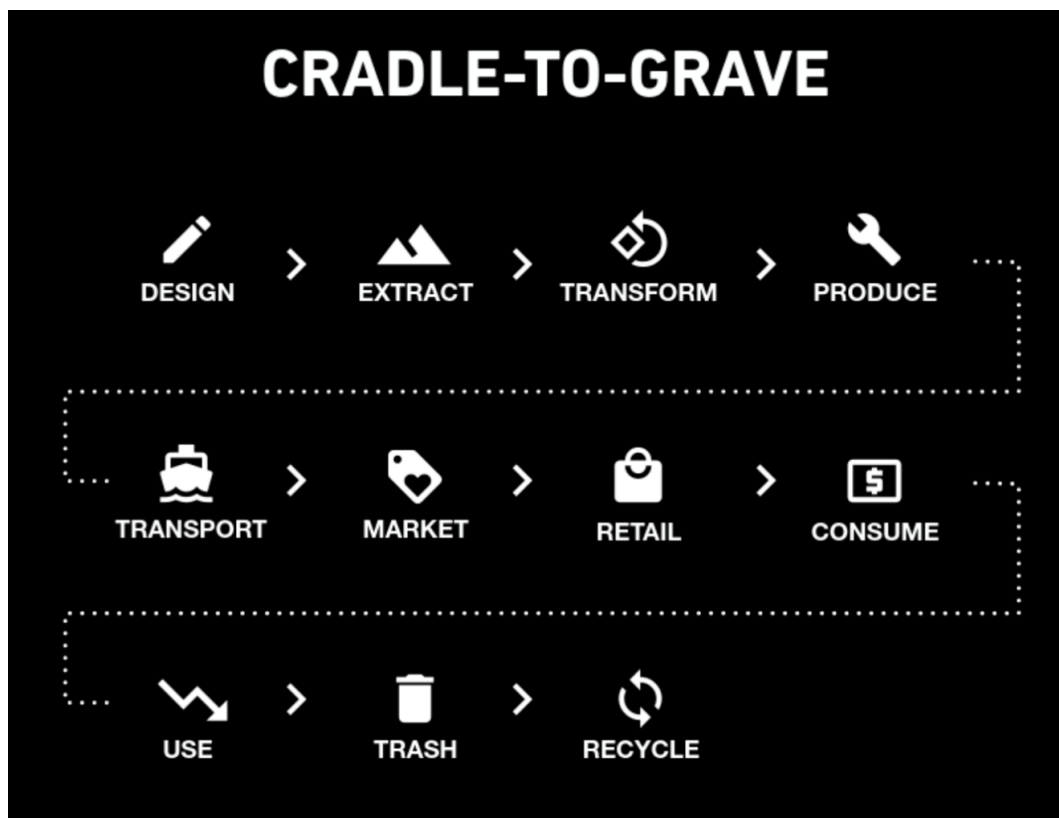 CRADLE-TO-GRAVE
DESIGN
EXTRACT
TRANSFORM
PRODUCE
TRANSPORT
MARKET
RETAIL
CONSUME
USE
TRASH
RECYCLE